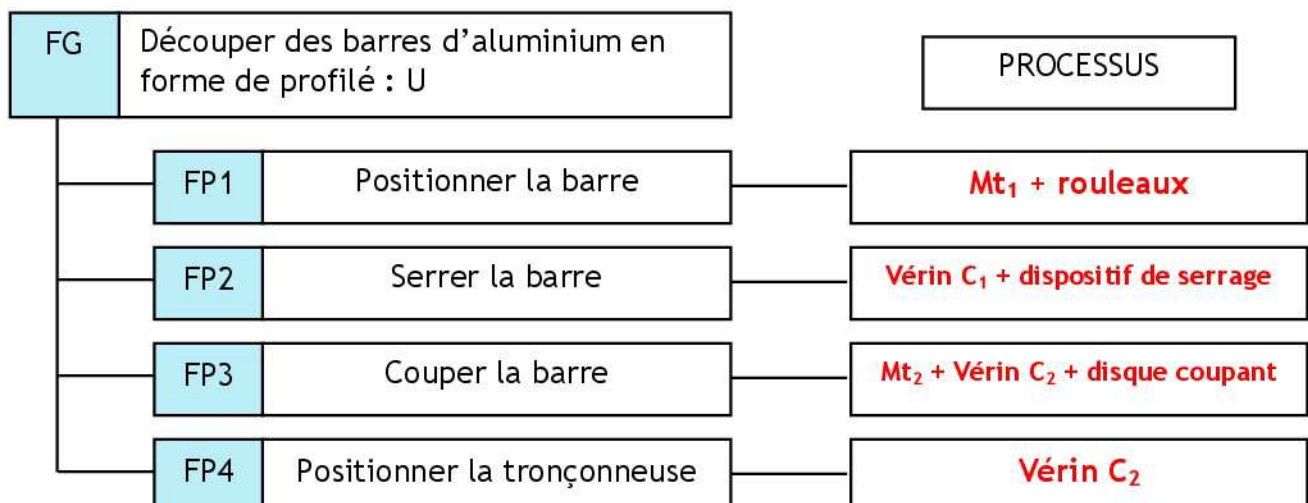 FG
Découper des barres d’aluminium en
forme de profilé : U
PROCESSUS
FP1
Positionner la barre
Mt₁ + rouleaux
FP2
Serrer la barre
Vérin C₁ + dispositif de serrage
FP3
Couper la barre
Mt₂ + Vérin C₂ + disque coupant
FP4
Positionner la tronçonneuse
Vérin C₂